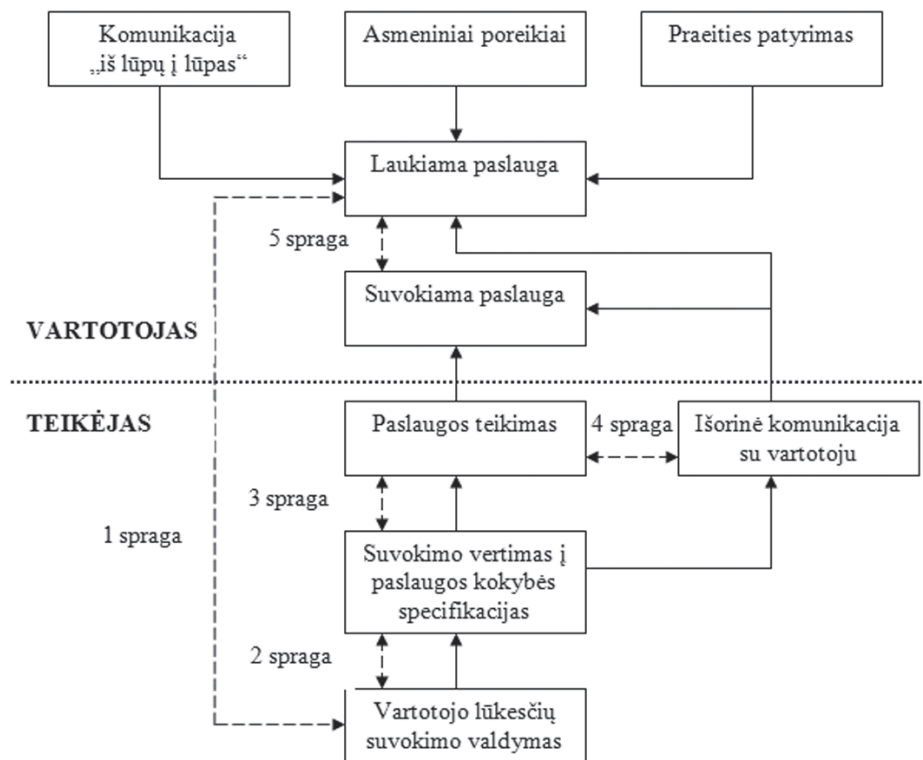 Komunikacija
„iš lūpų į lūpas“
Asmeniniai poreikiai
Praeities patyrimas
Laukiama paslauga
5 spraga
Suvokiama paslauga
VARTOTOJAS
TEIKĖJAS
Paslaugos teikimas
4 spraga
Išorinė komunikacija
su vartotoju
3 spraga
1 spraga
Suvokimo vertimas į
paslaugos kokybės
specifikacijas
2 spraga
Vartotojo lūkesčių
suvokimo valdymas